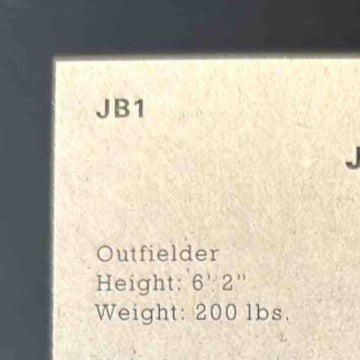 JB1
J
Outfielder
Height: 6' 2"
Weight: 200 lbs.